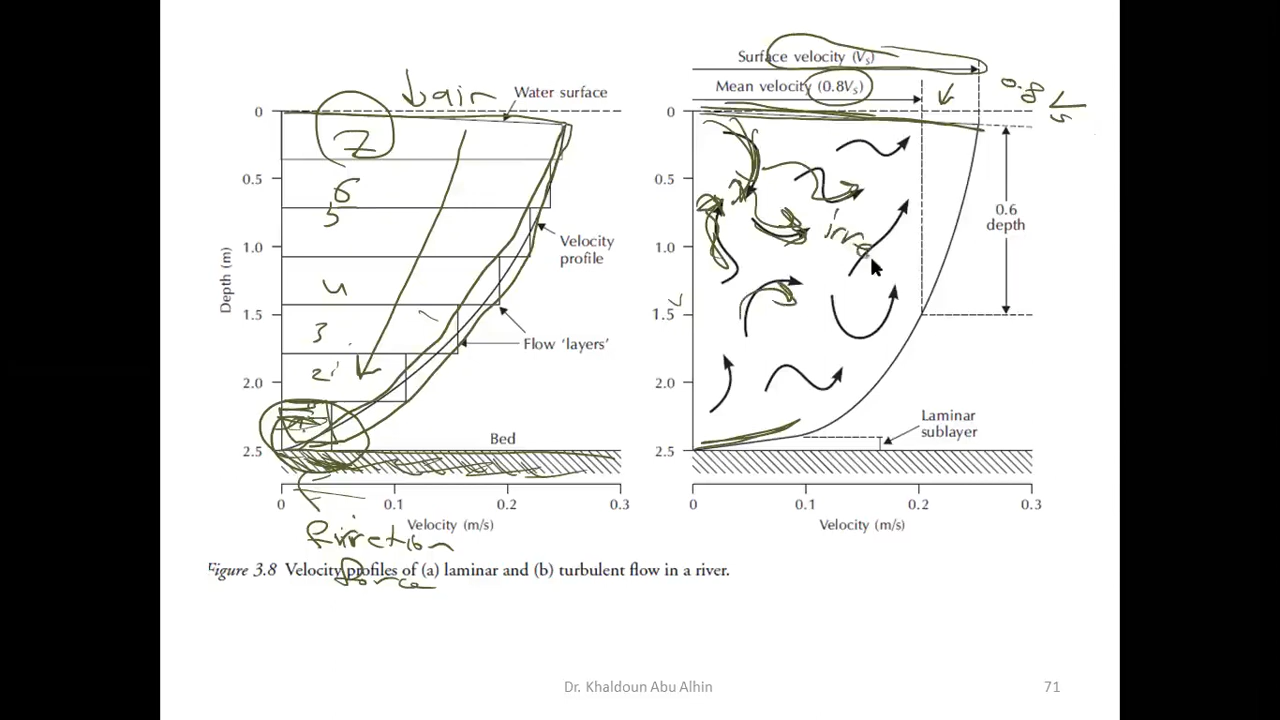 Surface velocity (Vs)
Mean velocity (0.8Vs)
0.8 Vs
Water surface
0
0.5
1.0
1.5
2.0
2.5
Depth (m)
7
6
5
4
3
2
Velocity
profile
Flow 'layers'
Bed
0 0.1 0.2 0.3
Velocity (m/s)
0
0.5
1.0
1.5
2.0
2.5
irre
0.6
depth
Laminar
sublayer
0 0.1 0.2 0.3
Velocity (m/s)
Force
Figure 3.8 Velocity profiles of (a) laminar and (b) turbulent flow in a river.
Dr. Khaldoun Abu Alhin
71